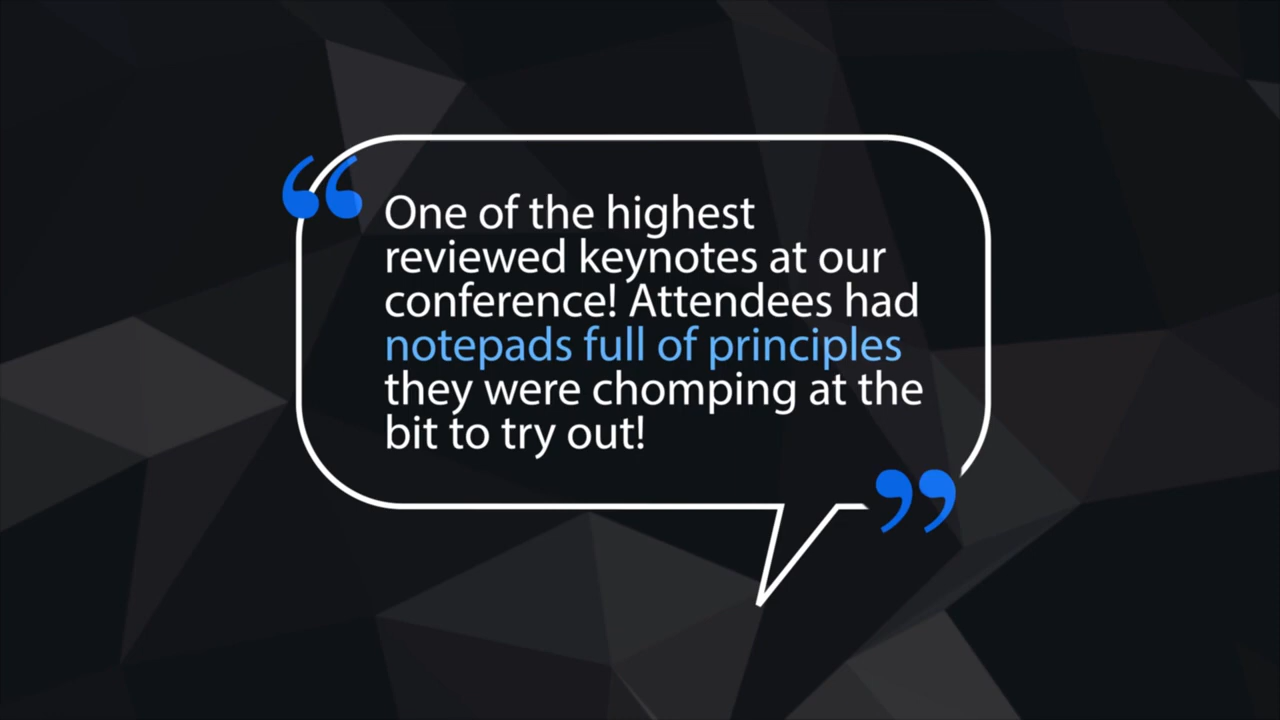 “One of the highest
reviewed keynotes at our
conference! Attendees had
notepads full of principles
they were chomping at the
bit to try out!”